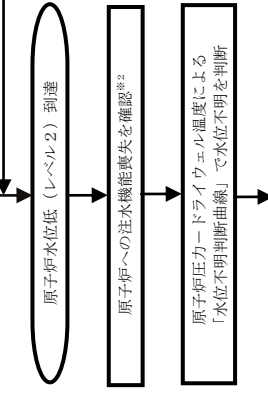 原子炉水位低（レベル２）到達
原子炉への注水機能喪失を確認※２
原子炉圧力－ドライウェル温度による
「水位不明判断曲線」で水位不明を判断